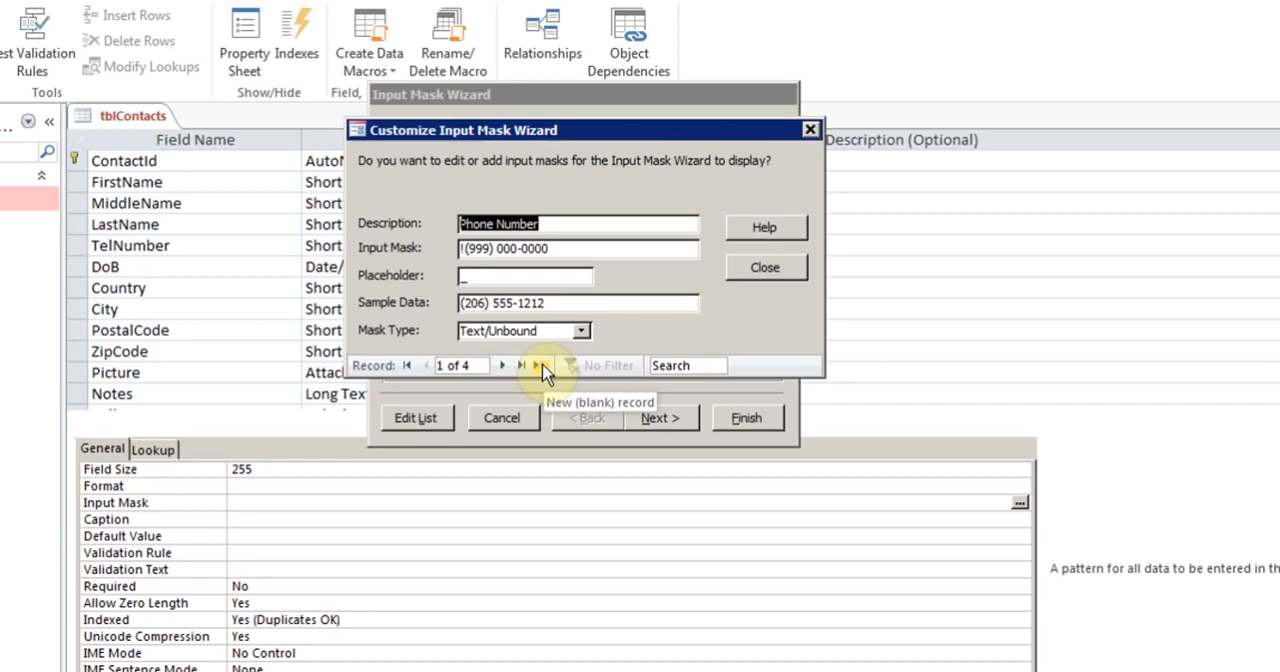 est Validation
Rules
Insert Rows
Delete Rows
Modify Lookups
Property
Sheet
Indexes
Create Data
Macros
Rename/
Delete Macro
Relationships
Object
Dependencies
Tools
Show/Hide
Field,
Input Mask Wizard
tblContacts
Customize Input Mask Wizard
Field Name
Description (Optional)
Do you want to edit or add input masks for the Input Mask Wizard to display?
ContactId AutoN
FirstName Short
MiddleName Short
LastName Short
TelNumber Short
DoB Date/
Country Short
City Short
PostalCode Short
ZipCode Short
Picture Attac
Notes Long Tex
Description: Phone Number
Help
Input Mask: !(999) 000-0000
Close
Placeholder: _
Sample Data: (206) 555-1212
Mask Type: Text/Unbound
Record: 1 of 4 No Filter Search
New (blank) record
Edit List Cancel < Back Next > Finish
General Lookup
Field Size 255
Format
Input Mask ...
Caption
Default Value
Validation Rule
Validation Text
Required No
Allow Zero Length Yes
Indexed Yes (Duplicates OK)
Unicode Compression Yes
IME Mode No Control
IME Sentence Mode None
A pattern for all data to be entered in th